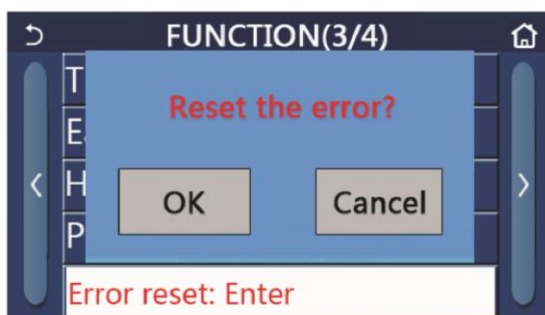 FUNCTION(3/4)
T
E
Reset the error?
H
OK
Cancel
P
Error reset: Enter